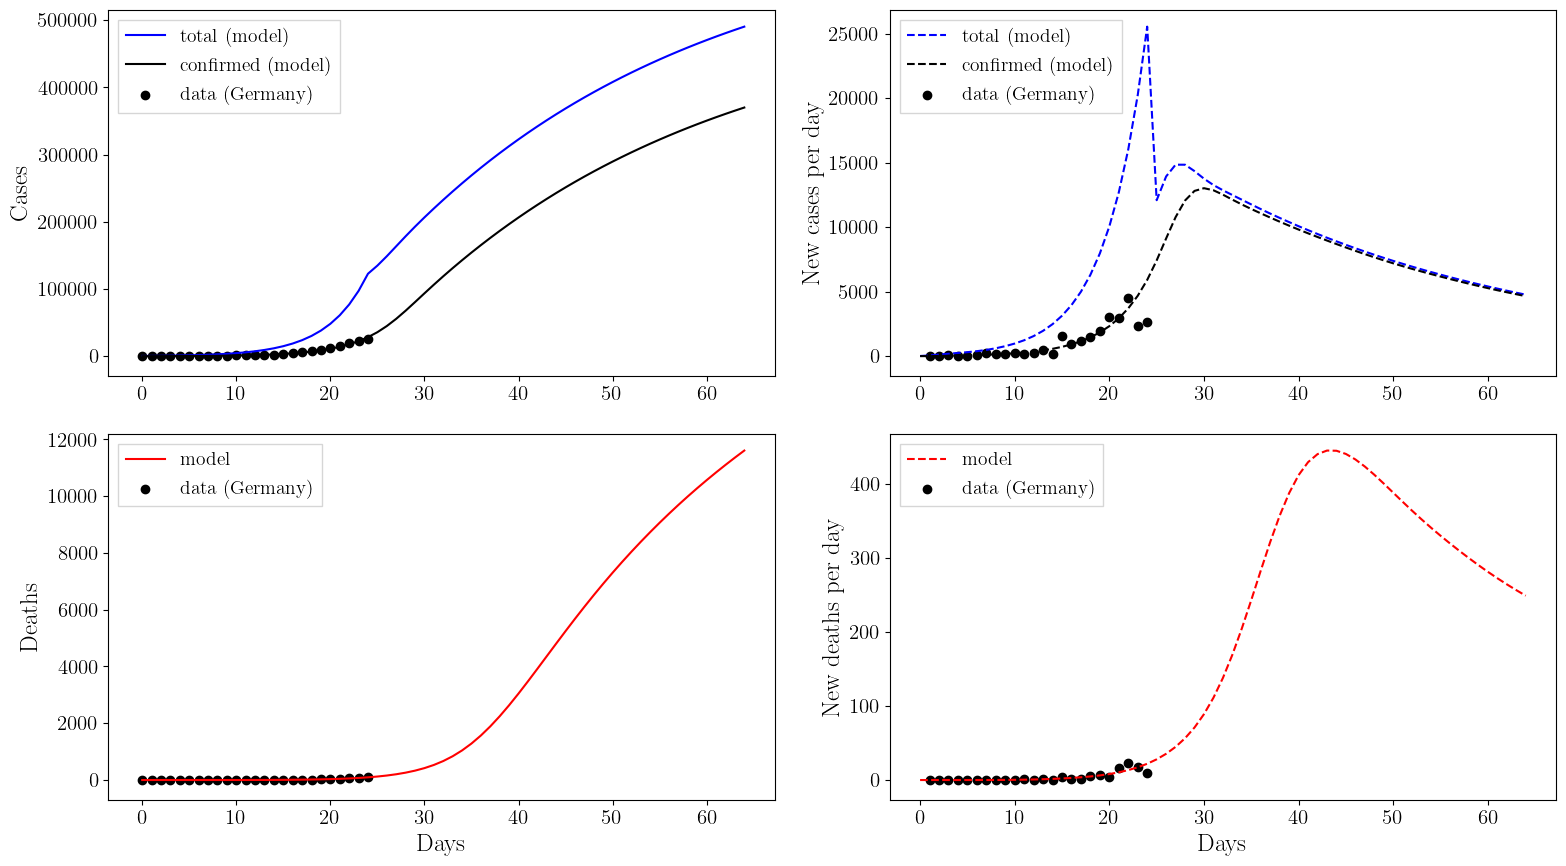 500000
400000
300000
200000
100000
0
Cases
total (model)
confirmed (model)
data (Germany)
0 10 20 30 40 50 60
25000
20000
15000
10000
5000
0
New cases per day
total (model)
confirmed (model)
data (Germany)
0 10 20 30 40 50 60
12000
10000
8000
6000
4000
2000
0
Deaths
model
data (Germany)
0 10 20 30 40 50 60
Days
400
300
200
100
0
New deaths per day
model
data (Germany)
0 10 20 30 40 50 60
Days